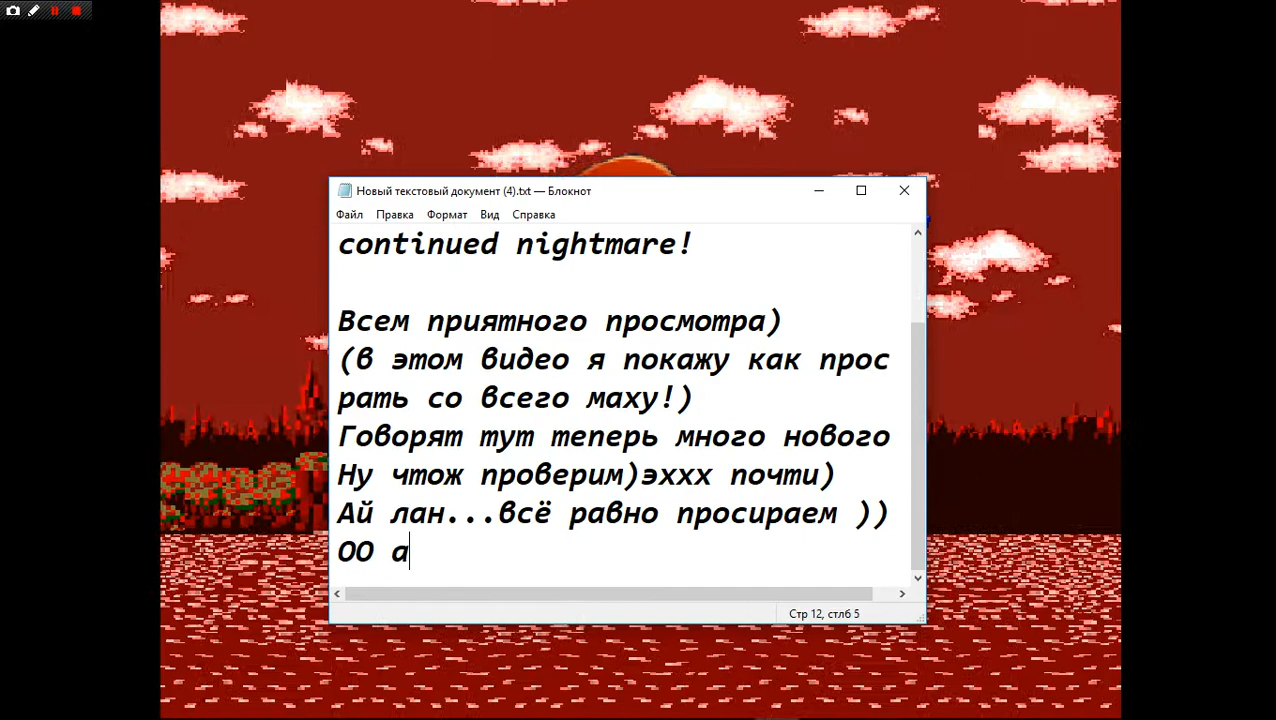 Новый текстовый документ (4).txt — Блокнот
Файл Правка Формат Вид Справка
continued nightmare!
Всем приятного просмотра)
(в этом видео я покажу как прос
рать со всего маху!)
Говорят тут теперь много нового
Ну чтож проверим)эххх почти)
Ай лан...всё равно просираем ))
ОО а
Стр 12, стлб 5